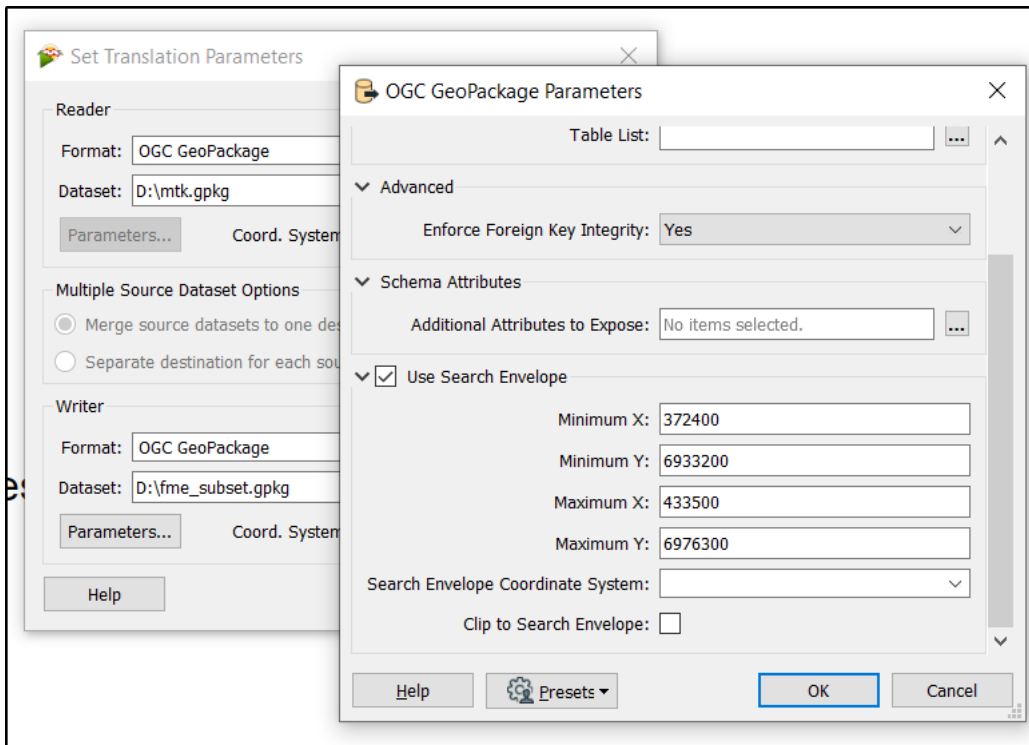 Set Translation Parameters
Reader
Format: OGC GeoPackage
Dataset: D:\mtk.gpkg
Parameters... Coord. System
Multiple Source Dataset Options
Merge source datasets to one des
Separate destination for each sou
Writer
Format: OGC GeoPackage
Dataset: D:\fme_subset.gpkg
Parameters... Coord. System
Help
OGC GeoPackage Parameters
Table List: ...
Advanced
Enforce Foreign Key Integrity: Yes
Schema Attributes
Additional Attributes to Expose: No items selected. ...
Use Search Envelope
Minimum X: 372400
Minimum Y: 6933200
Maximum X: 433500
Maximum Y: 6976300
Search Envelope Coordinate System:
Clip to Search Envelope:
Help Presets OK Cancel